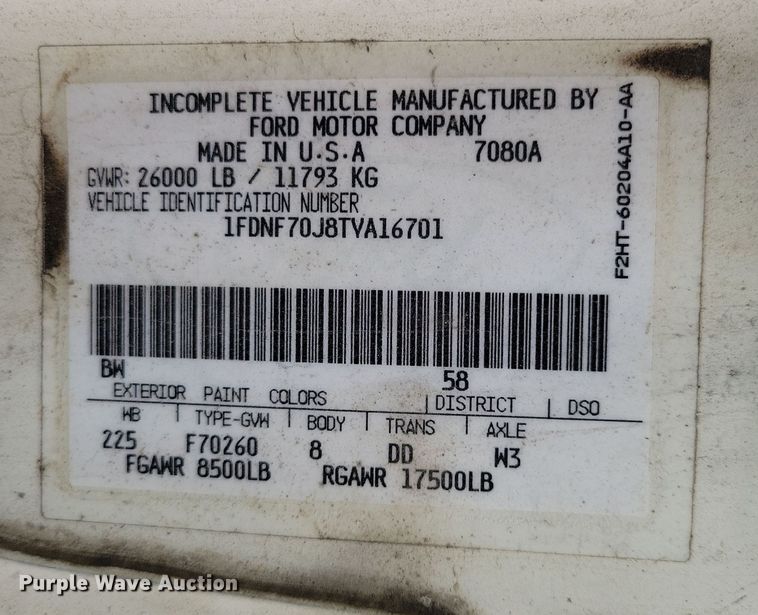 INCOMPLETE VEHICLE MANUFACTURED BY
FORD MOTOR COMPANY
MADE IN U.S.A 7080A
GVWR: 26000 LB / 11793 KG
VEHICLE IDENTIFICATION NUMBER
1FDNF70J8TVA16701
F2HT-60204A10-AA
BW 58
EXTERIOR PAINT COLORS DISTRICT DSO
WB TYPE-GVW BODY TRANS AXLE
225 F70260 8 DD W3
FGAWR 8500LB RGAWR 17500LB
Purple Wave Auction